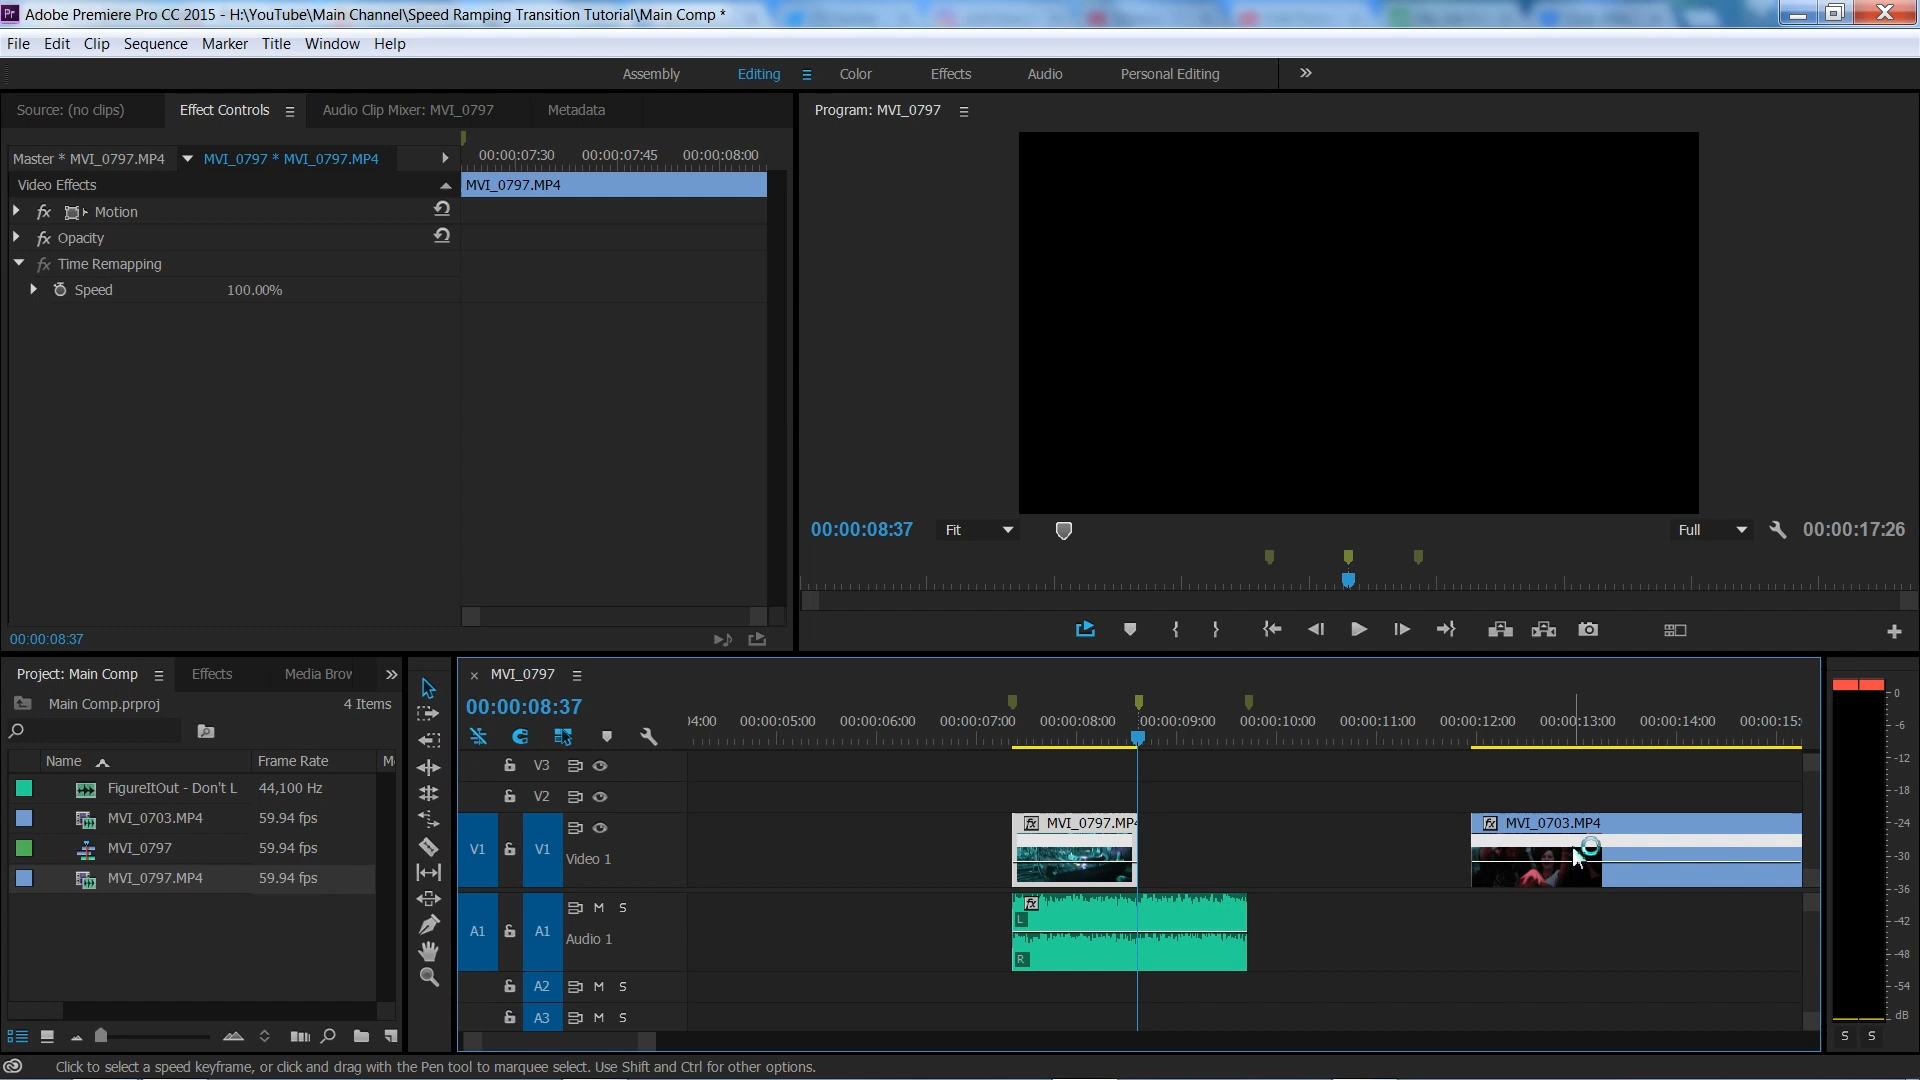 Adobe Premiere Pro CC 2015 - H:\YouTube\Main Channel\Speed Ramping Transition Tutorial\Main Comp *
File Edit Clip Sequence Marker Title Window Help
Assembly Editing Color Effects Audio Personal Editing
Source: (no clips) Effect Controls Audio Clip Mixer: MVI_0797 Metadata
Program: MVI_0797
Master * MVI_0797.MP4 MVI_0797 * MVI_0797.MP4
00:00:07:30 00:00:07:45 00:00:08:00
Video Effects
MVI_0797.MP4
fx Motion
fx Opacity
fx Time Remapping
Speed 100.00%
00:00:08:37 Fit Full 00:00:17:26
00:00:08:37
Project: Main Comp Effects Media Brow
Main Comp.prproj 4 Items
Name Frame Rate
FigureItOut - Don't L 44,100 Hz
MVI_0703.MP4 59.94 fps
MVI_0797 59.94 fps
MVI_0797.MP4 59.94 fps
MVI_0797
00:00:08:37
04:00 00:00:05:00 00:00:06:00 00:00:07:00 00:00:08:00 00:00:09:00 00:00:10:00 00:00:11:00 00:00:12:00 00:00:13:00 00:00:14:00 00:00:15:
V3
V2
V1 V1 Video 1
fx MVI_0797.MP4
fx MVI_0703.MP4
A1 A1 M S Audio 1
fx
L
R
A2 M S
A3 M S
0
-6
-12
-18
-24
-30
-36
-42
-48
-54
dB
S S
Click to select a speed keyframe, or click and drag with the Pen tool to marquee select. Use Shift and Ctrl for other options.